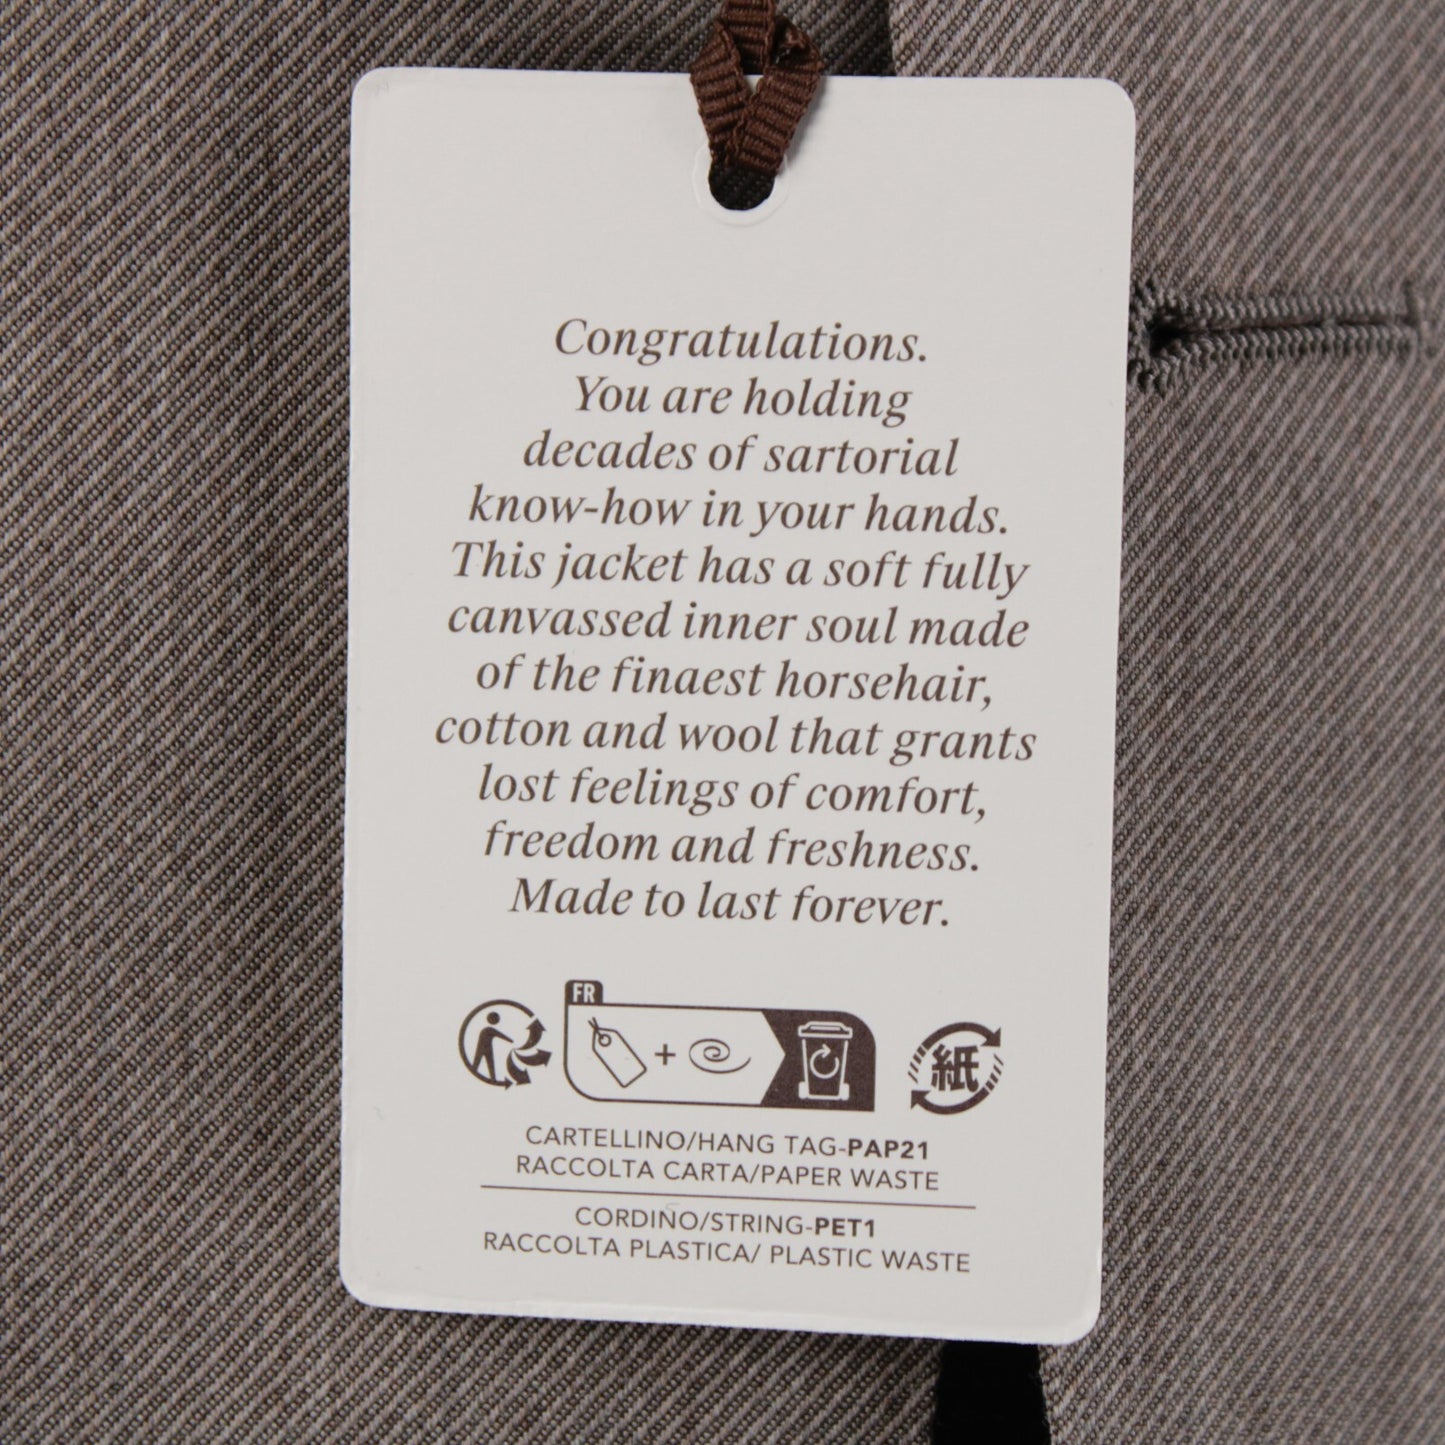 Congratulations.
You are holding
decades of sartorial
know-how in your hands.
This jacket has a soft fully
canvassed inner soul made
of the finaest horsehair,
cotton and wool that grants
lost feelings of comfort,
freedom and freshness.
Made to last forever.
FR
紙
CARTELLINO/HANG TAG-PAP21
RACCOLTA CARTA/PAPER WASTE
CORDINO/STRING-PET1
RACCOLTA PLASTICA/ PLASTIC WASTE